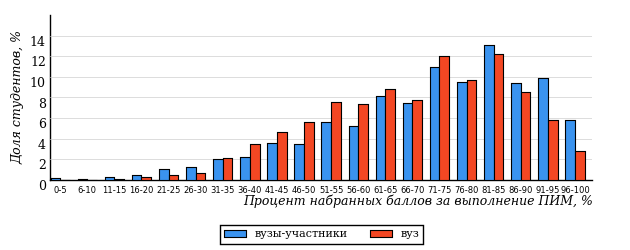 Доля студентов, %
14
12
10
8
6
4
2
0
0-5 6-10 11-15 16-20 21-25 26-30 31-35 36-40 41-45 46-50 51-55 56-60 61-65 66-70 71-75 76-80 81-85 86-90 91-95 96-100
Процент набранных баллов за выполнение ПИМ, %
вузы-участники вуз